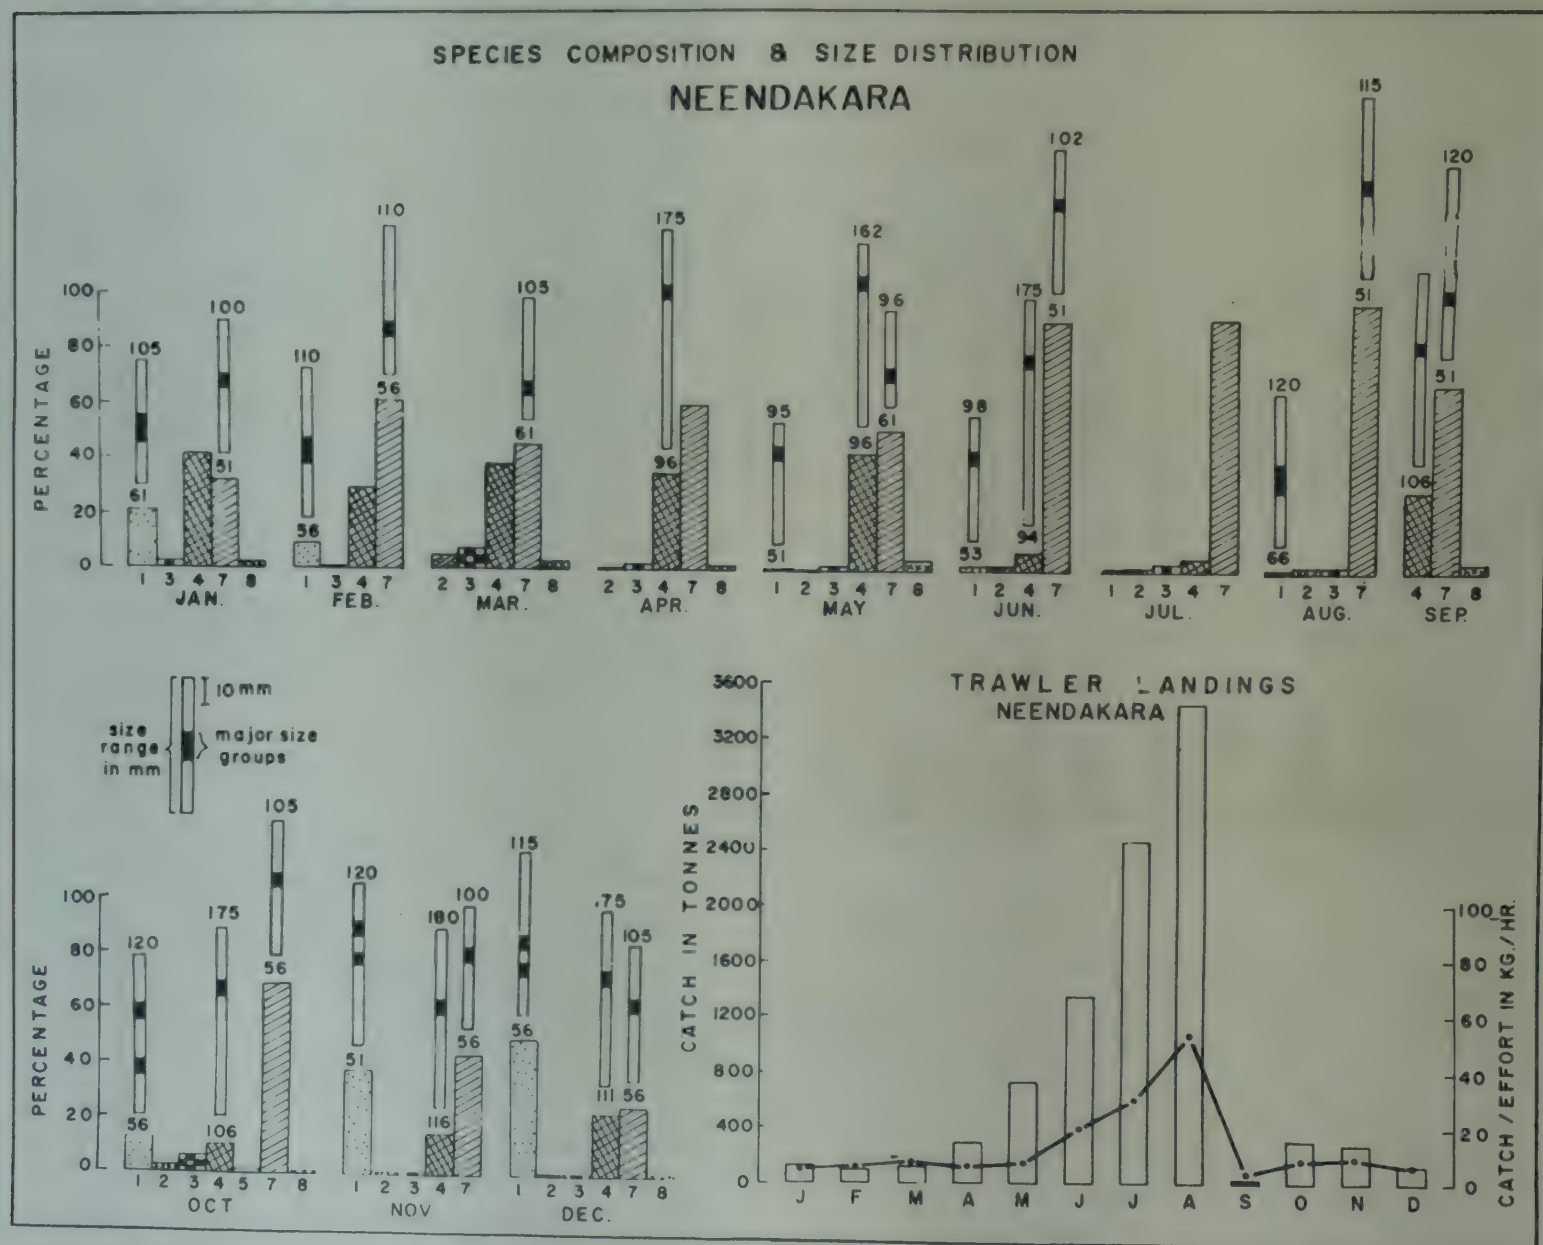 SPECIES COMPOSITION & SIZE DISTRIBUTION
NEENDAKARA
PERCENTAGE
100
80
60
40
20
0
105
61
100
51
1 3 4 7 8
JAN.
110
56
110
56
1 3 4 7
FEB.
105
61
2 3 4 7 8
MAR.
175
96
2 3 4 7 8
APR.
95
51
162
96
96
61
1 2 3 4 7 8
MAY
98
53
175
94
102
51
1 2 4 7
JUN.
1 2 3 4 7
JUL.
120
66
115
51
1 2 3 7
AUG.
106
120
51
4 7 8
SEP.
10mm
size range in mm
major size groups
PERCENTAGE
100
80
60
40
20
0
120
56
175
106
105
56
1 2 3 4 5 7 8
OCT
120
51
180
116
100
56
1 2 3 4 7
NOV
115
56
175
111
105
56
1 2 3 4 7 8
DEC.
TRAWLER LANDINGS
NEENDAKARA
CATCH IN TONNES
3600
3200
2800
2400
2000
1600
1200
800
400
0
J F M A M J J A S O N D
100
80
60
40
20
0
CATCH / EFFORT IN KG./HR.